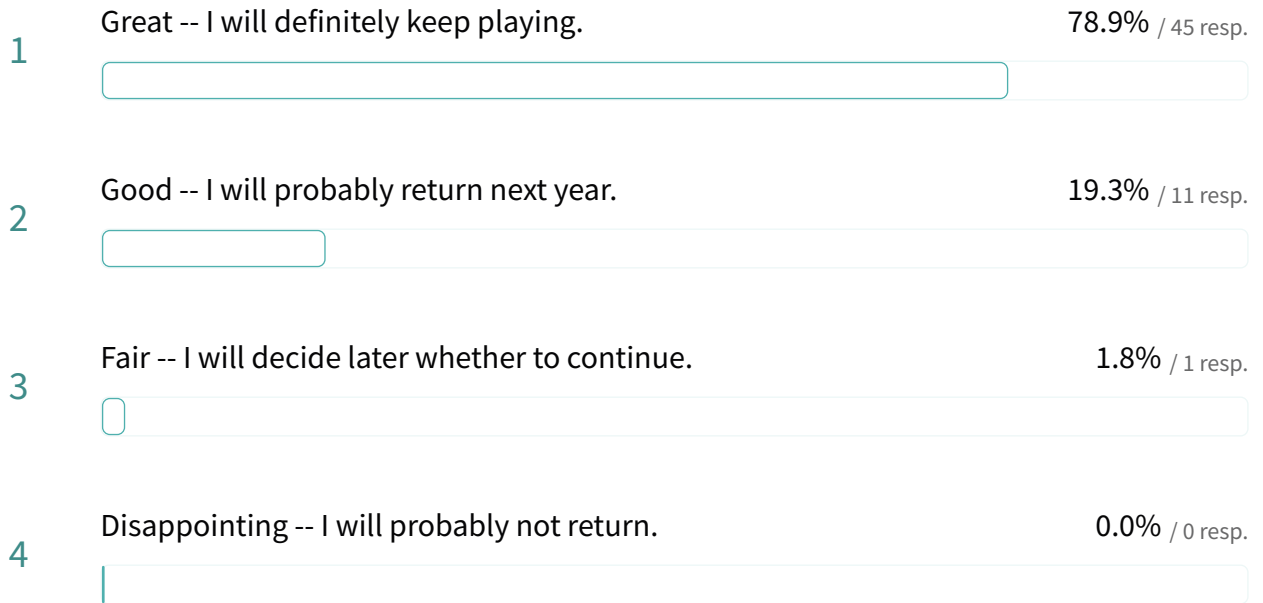 1 Great -- I will definitely keep playing. 78.9% / 45 resp.
2 Good -- I will probably return next year. 19.3% / 11 resp.
3 Fair -- I will decide later whether to continue. 1.8% / 1 resp.
4 Disappointing -- I will probably not return. 0.0% / 0 resp.